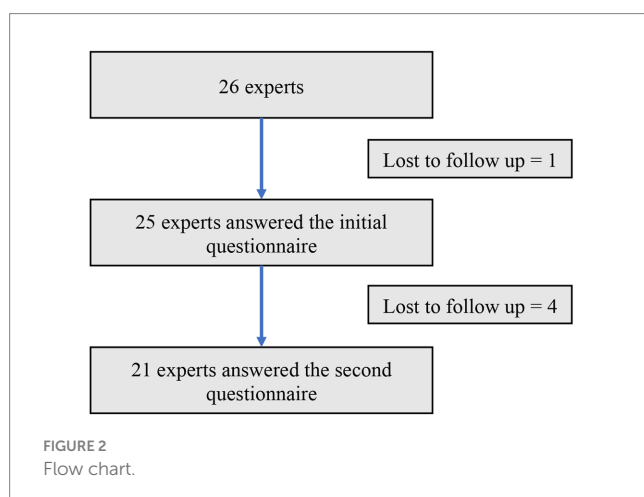 26 experts
Lost to follow up = 1
25 experts answered the initial
questionnaire
Lost to follow up = 4
21 experts answered the second
questionnaire
FIGURE 2
Flow chart.